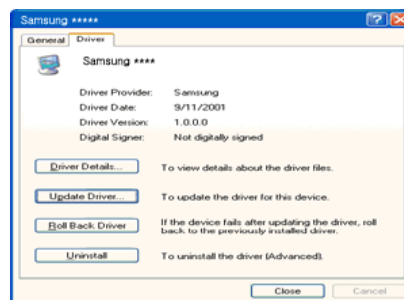 Samsung *****
General Driver
Samsung ****
Driver Provider: Samsung
Driver Date: 9/11/2001
Driver Version: 1.0.0.0
Digital Signer: Not digitally signed
Driver Details... To view details about the driver files.
Update Driver... To update the driver for this device.
Roll Back Driver If the device fails after updating the driver, roll
back to the previously installed driver.
Uninstall To uninstall the driver (Advanced).
Close Cancel